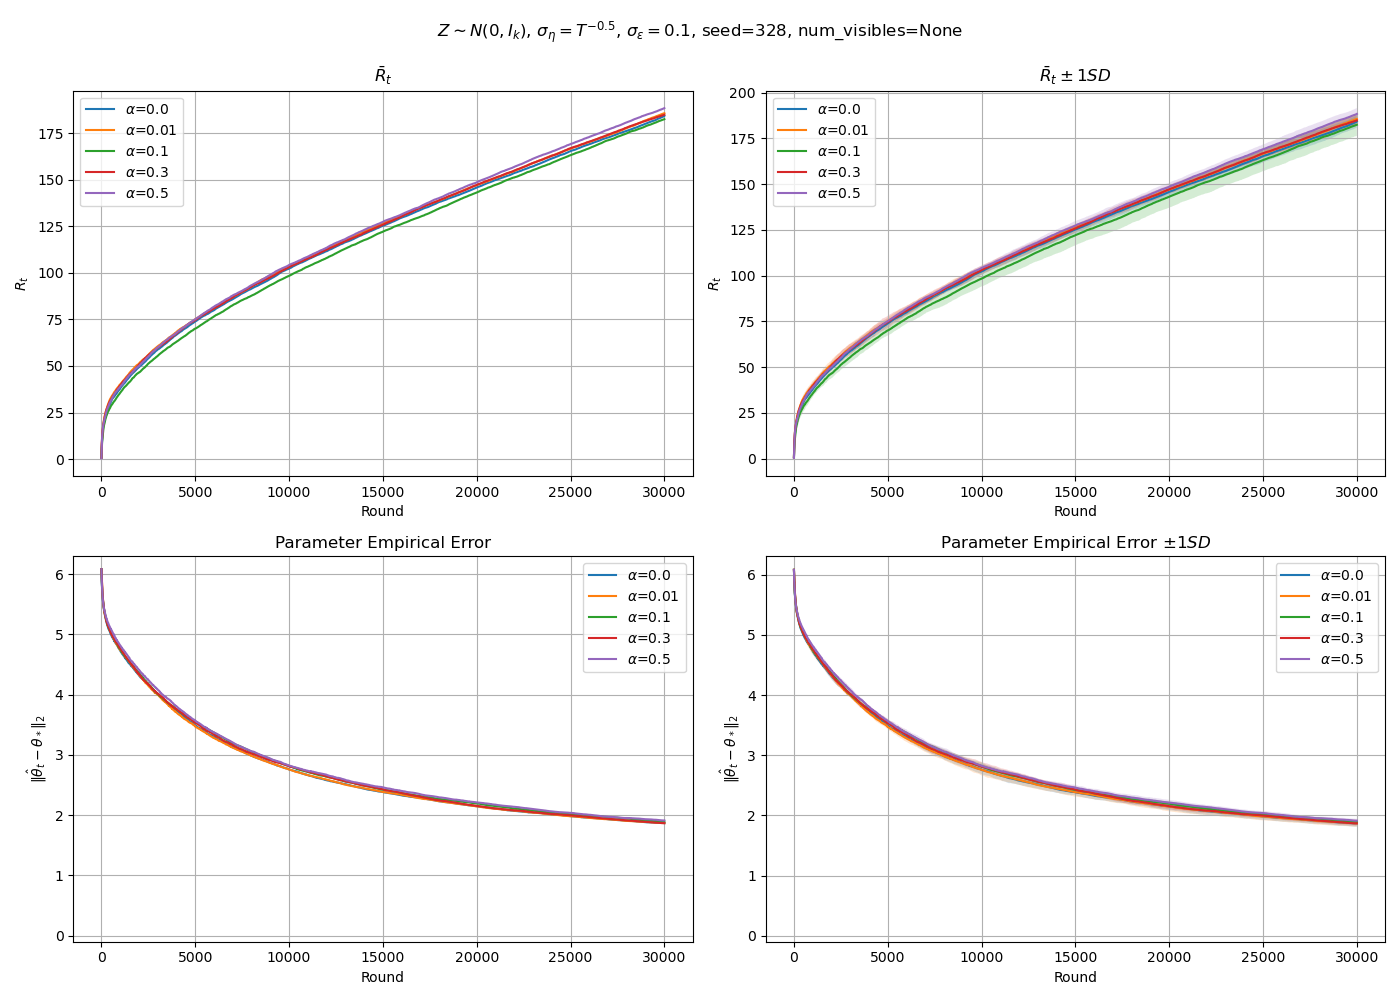 Z ∼ N(0, I_k), σ_η = T^{−0.5}, σ_ε = 0.1, seed=328, num_visibles=None
R̄_t
R_t
175
150
125
100
75
50
25
0
α=0.0
α=0.01
α=0.1
α=0.3
α=0.5
0 5000 10000 15000 20000 25000 30000
Round
R̄_t ± 1SD
R_t
200
175
150
125
100
75
50
25
0
α=0.0
α=0.01
α=0.1
α=0.3
α=0.5
0 5000 10000 15000 20000 25000 30000
Round
Parameter Empirical Error
‖θ̂_t − θ_*‖_2
6
5
4
3
2
1
0
α=0.0
α=0.01
α=0.1
α=0.3
α=0.5
0 5000 10000 15000 20000 25000 30000
Round
Parameter Empirical Error ±1SD
‖θ̂_t − θ_*‖_2
6
5
4
3
2
1
0
α=0.0
α=0.01
α=0.1
α=0.3
α=0.5
0 5000 10000 15000 20000 25000 30000
Round